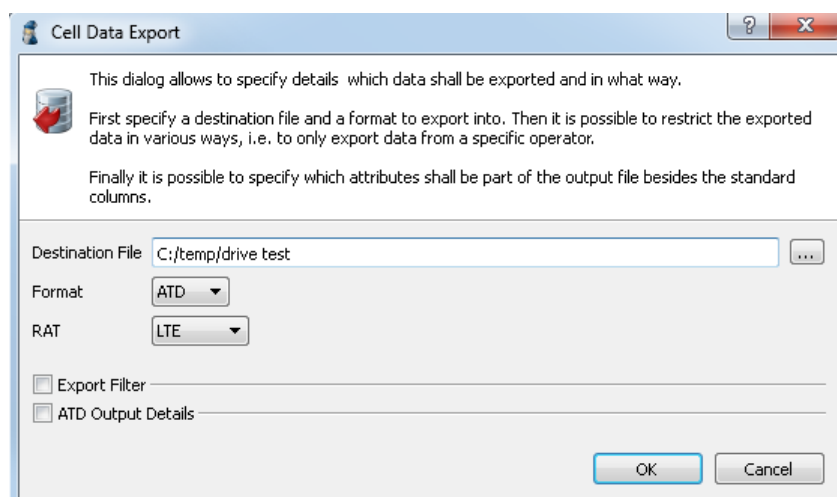 Cell Data Export
This dialog allows to specify details which data shall be exported and in what way.
First specify a destination file and a format to export into. Then it is possible to restrict the exported
data in various ways, i.e. to only export data from a specific operator.
Finally it is possible to specify which attributes shall be part of the output file besides the standard
columns.
Destination File C:/temp/drive test ...
Format ATD
RAT LTE
Export Filter
ATD Output Details
OK Cancel